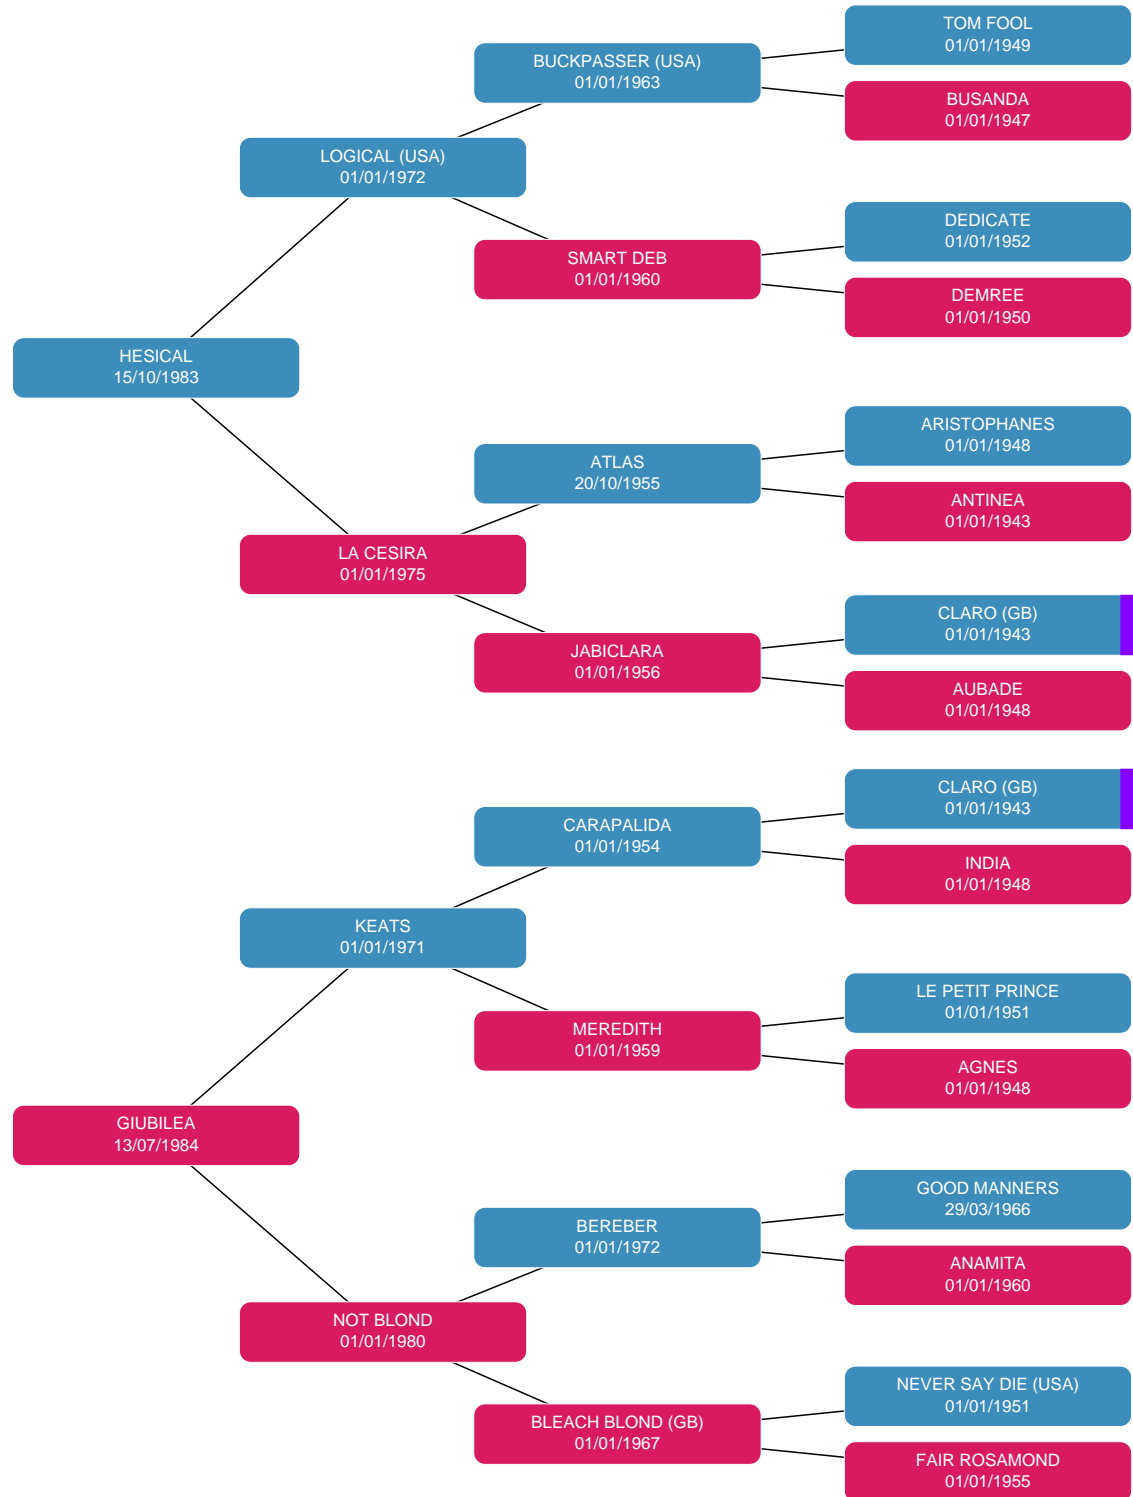 TOM FOOL
01/01/1949
BUCKPASSER (USA)
01/01/1963
BUSANDA
01/01/1947
LOGICAL (USA)
01/01/1972
DEDICATE
01/01/1952
SMART DEB
01/01/1960
DEMREE
01/01/1950
HESICAL
15/10/1983
ARISTOPHANES
01/01/1948
ATLAS
20/10/1955
ANTINEA
01/01/1943
LA CESIRA
01/01/1975
CLARO (GB)
01/01/1943
JABICLARA
01/01/1956
AUBADE
01/01/1948
CLARO (GB)
01/01/1943
CARAPALIDA
01/01/1954
INDIA
01/01/1948
KEATS
01/01/1971
LE PETIT PRINCE
01/01/1951
MEREDITH
01/01/1959
AGNES
01/01/1948
GIUBILEA
13/07/1984
GOOD MANNERS
29/03/1966
BEREBER
01/01/1972
ANAMITA
01/01/1960
NOT BLOND
01/01/1980
NEVER SAY DIE (USA)
01/01/1951
BLEACH BLOND (GB)
01/01/1967
FAIR ROSAMOND
01/01/1955